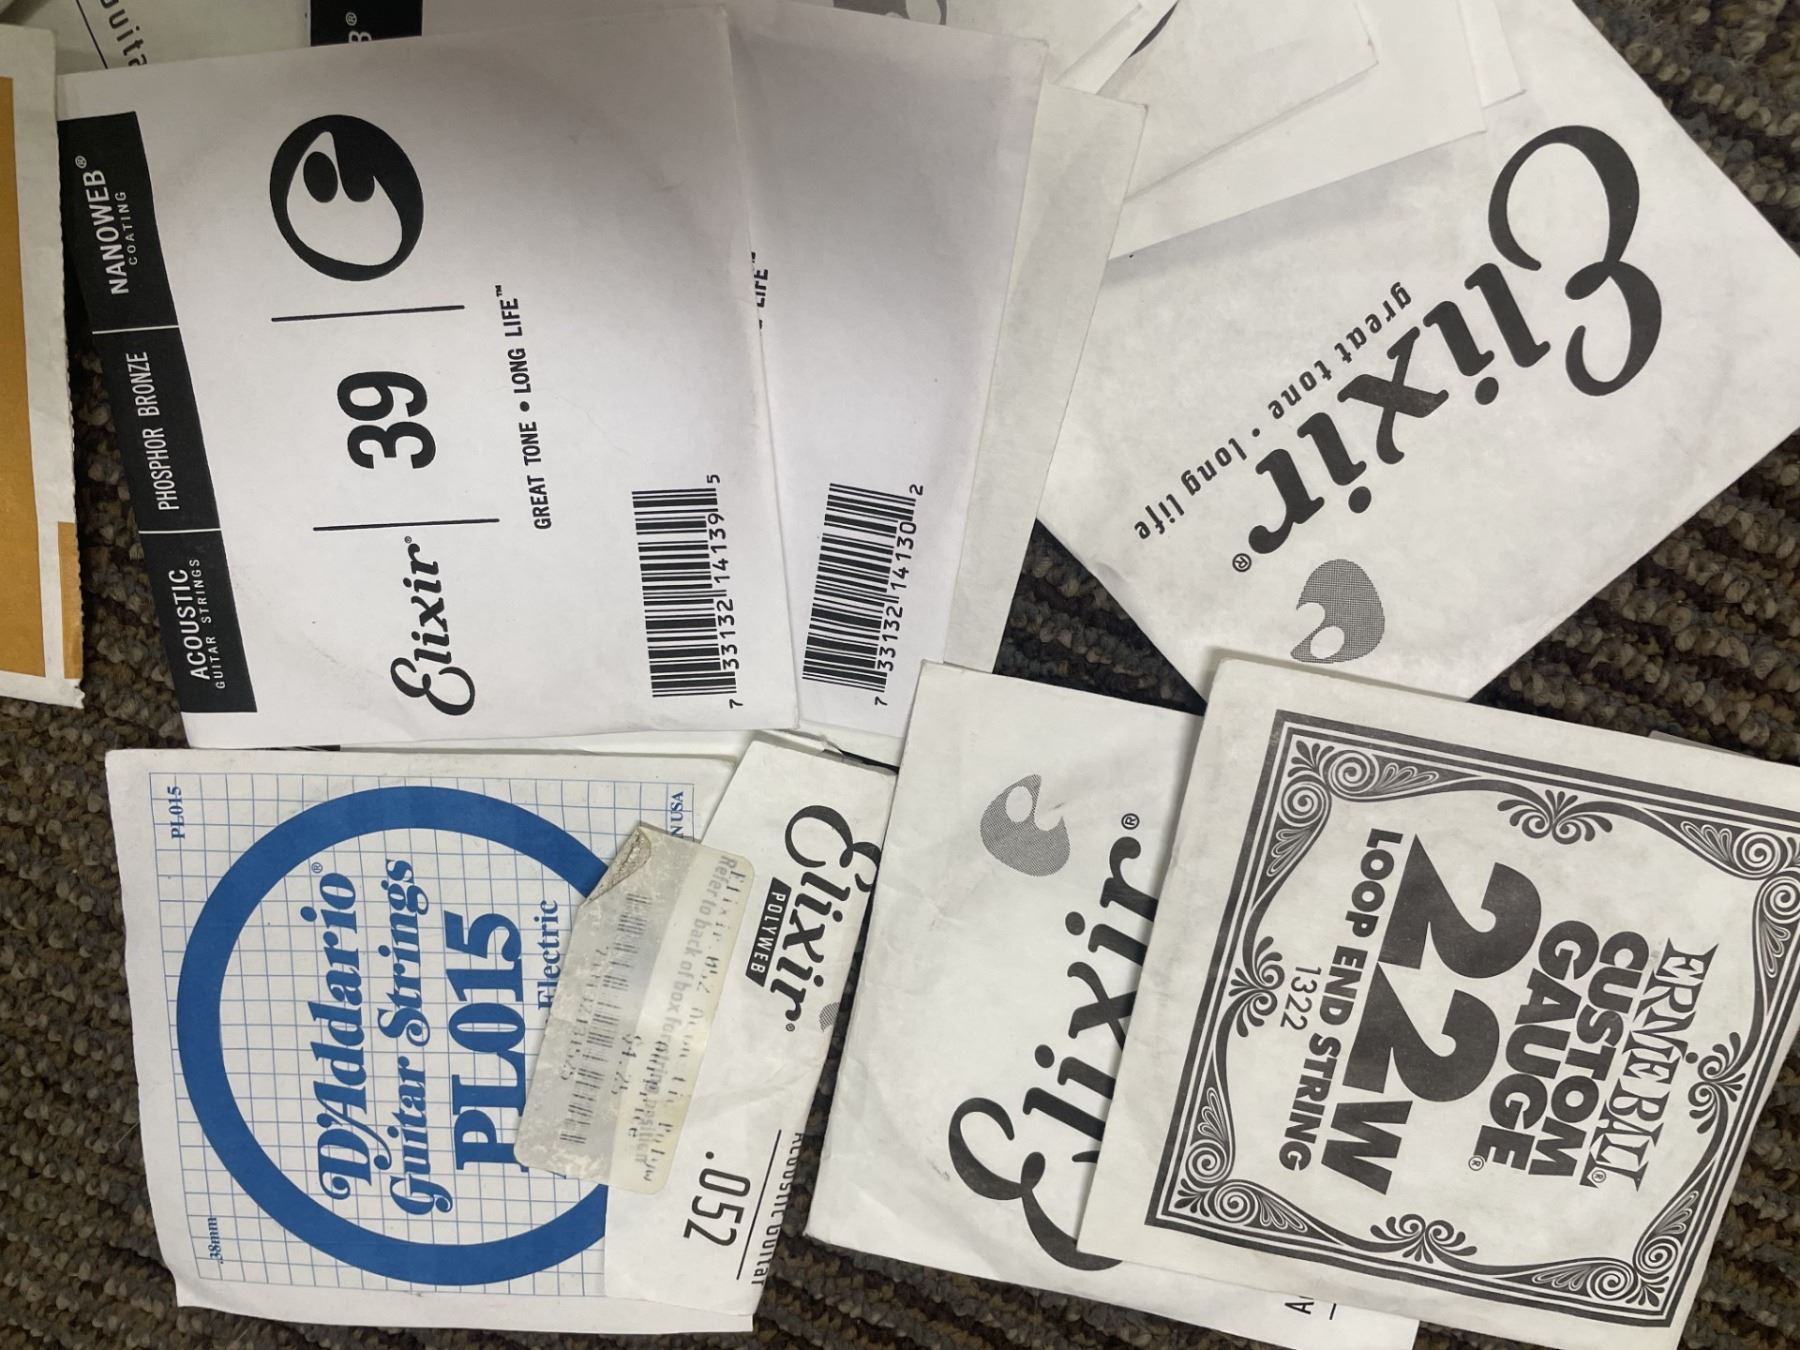 NANOWEB®
COATING
PHOSPHOR BRONZE
ACOUSTIC
GUITAR STRINGS
Elixir®
39
GREAT TONE • LONG LIFE™
7 33132 14139 5
LIFE™
7 33132 14130 2
Elixir®
great tone · long life
PL015
D'Addario®
Guitar Strings
PL015
Electric
.38mm
N USA
Refer to back of box for
Elixir®
POLYWEB
.052
Acoustic Guitar
Elixir®
ERNIE BALL®
CUSTOM
GAUGE®
22W
LOOP END STRING
1322